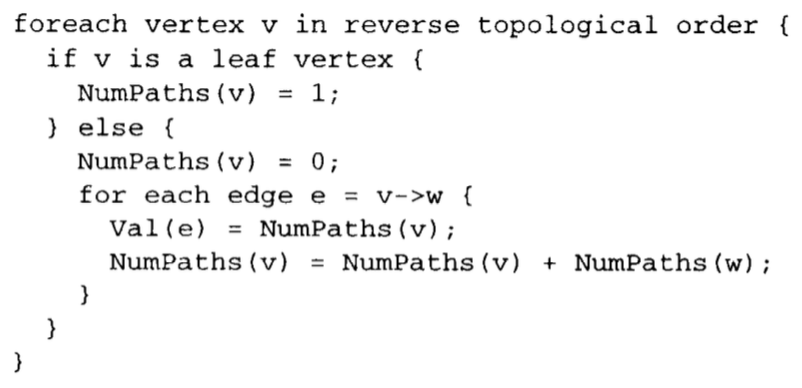 foreach vertex v in reverse topological order {
  if v is a leaf vertex {
    NumPaths(v) = 1;
  } else {
    NumPaths(v) = 0;
    for each edge e = v->w {
      Val(e) = NumPaths(v);
      NumPaths(v) = NumPaths(v) + NumPaths(w);
    }
  }
}